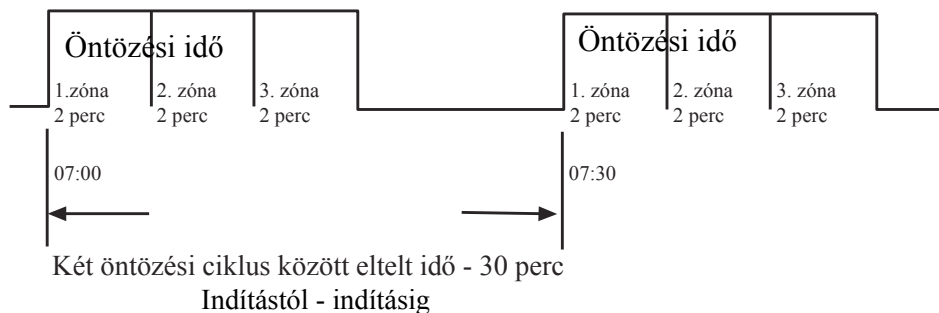 Öntözési idő
1.zóna 2. zóna 3. zóna
2 perc 2 perc 2 perc
Öntözési idő
1. zóna 2. zóna 3. zóna
2 perc 2 perc 2 perc
07:00
07:30
Két öntözési ciklus között eltelt idő - 30 perc
Indítástól - indításig